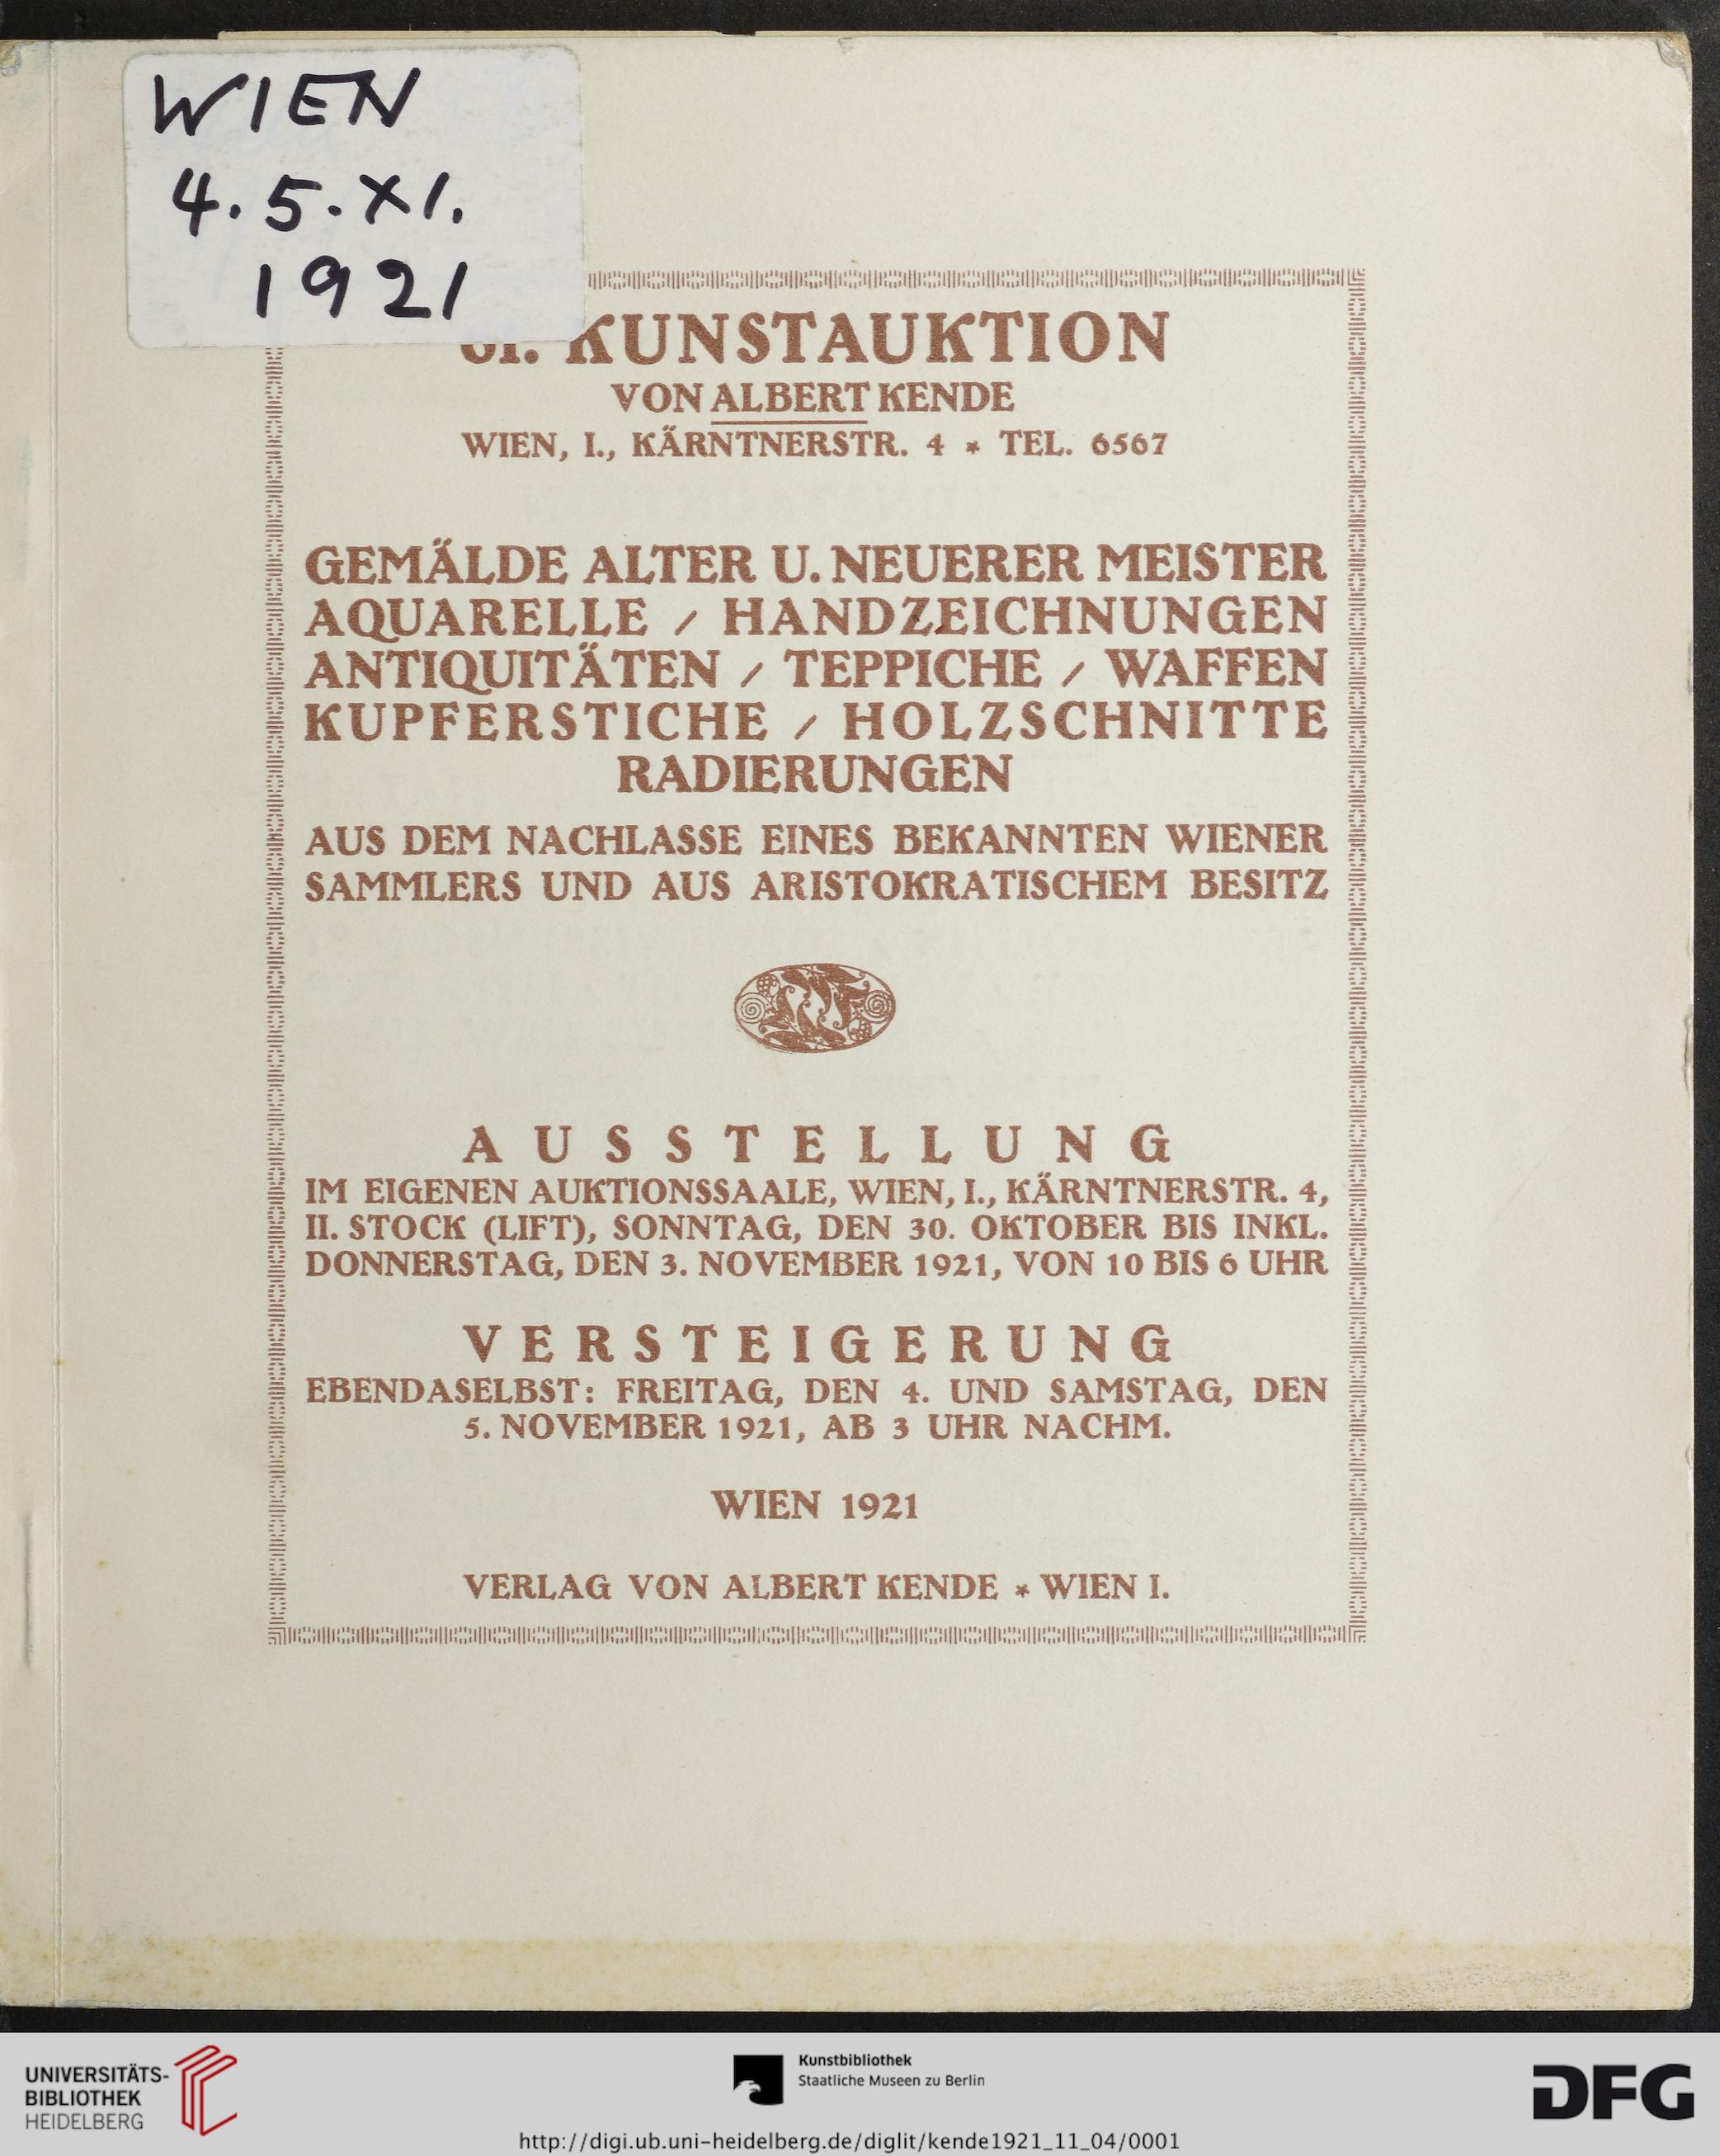 WIEN
4. 5. XI.
1921
KUNSTAUKTION
VON ALBERT KENDE
WIEN, I., KÄRNTNERSTR. 4 * TEL. 6567
GEMÄLDE ALTER U. NEUERER MEISTER
AQUARELLE / HANDZEICHNUNGEN
ANTIQUITÄTEN / TEPPICHE / WAFFEN
KUPFERSTICHE / HOLZSCHNITTE
RADIERUNGEN
AUS DEM NACHLASSE EINES BEKANNTEN WIENER
SAMMLERS UND AUS ARISTOKRATISCHEM BESITZ
AUSSTELLUNG
IM EIGENEN AUKTIONSSAALE, WIEN, I., KÄRNTNERSTR. 4,
II. STOCK (LIFT), SONNTAG, DEN 30. OKTOBER BIS INKL.
DONNERSTAG, DEN 3. NOVEMBER 1921, VON 10 BIS 6 UHR
VERSTEIGERUNG
EBENDASELBST: FREITAG, DEN 4. UND SAMSTAG, DEN
5. NOVEMBER 1921, AB 3 UHR NACHM.
WIEN 1921
VERLAG VON ALBERT KENDE * WIEN I.
UNIVERSITÄTS-
BIBLIOTHEK
HEIDELBERG
Kunstbibliothek
Staatliche Museen zu Berlin
DFG
http://digi.ub.uni-heidelberg.de/diglit/kende1921_11_04/0001